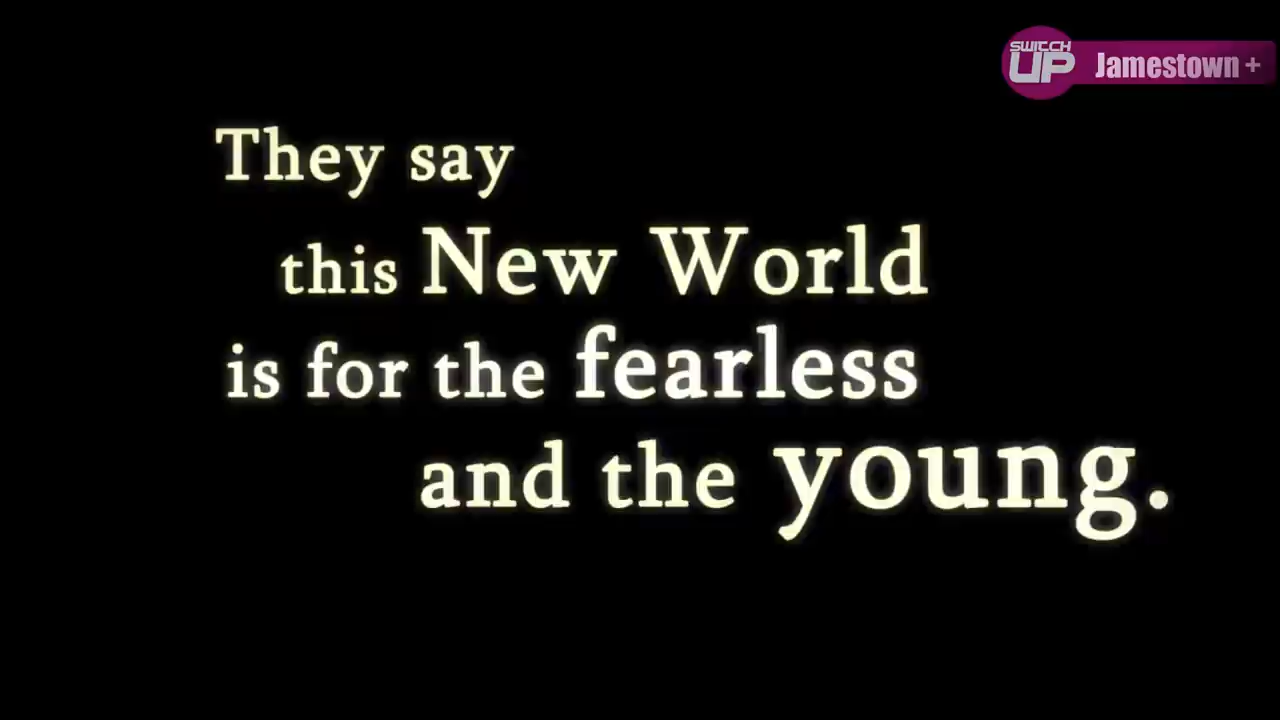 SWITCH
UP
Jamestown +
They say
this New World
is for the fearless
and the young.